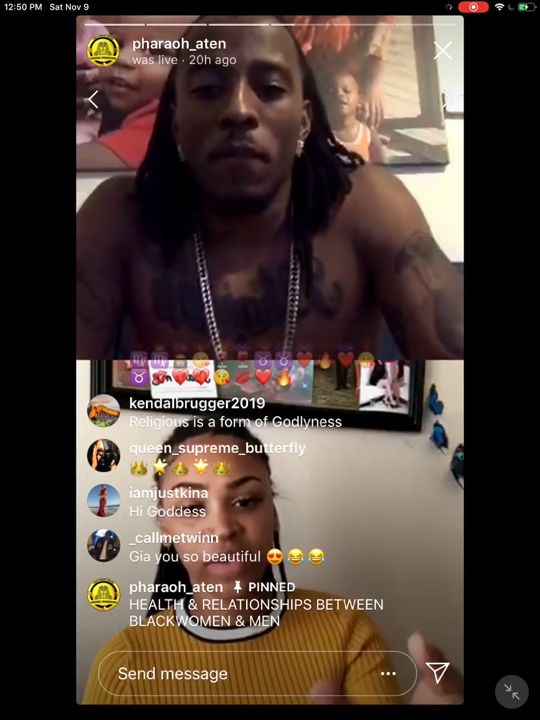 12:50 PM Sat Nov 9
pharaoh_aten
was live · 20h ago
kendalbrugger2019
Religious is a form of Godlyness
queen_supreme_butterfly
iamjustkina
Hi Goddess
_callmetwinn
Gia you so beautiful 😍😂😂
pharaoh_aten PINNED
HEALTH & RELATIONSHIPS BETWEEN
BLACKWOMEN & MEN
Send message